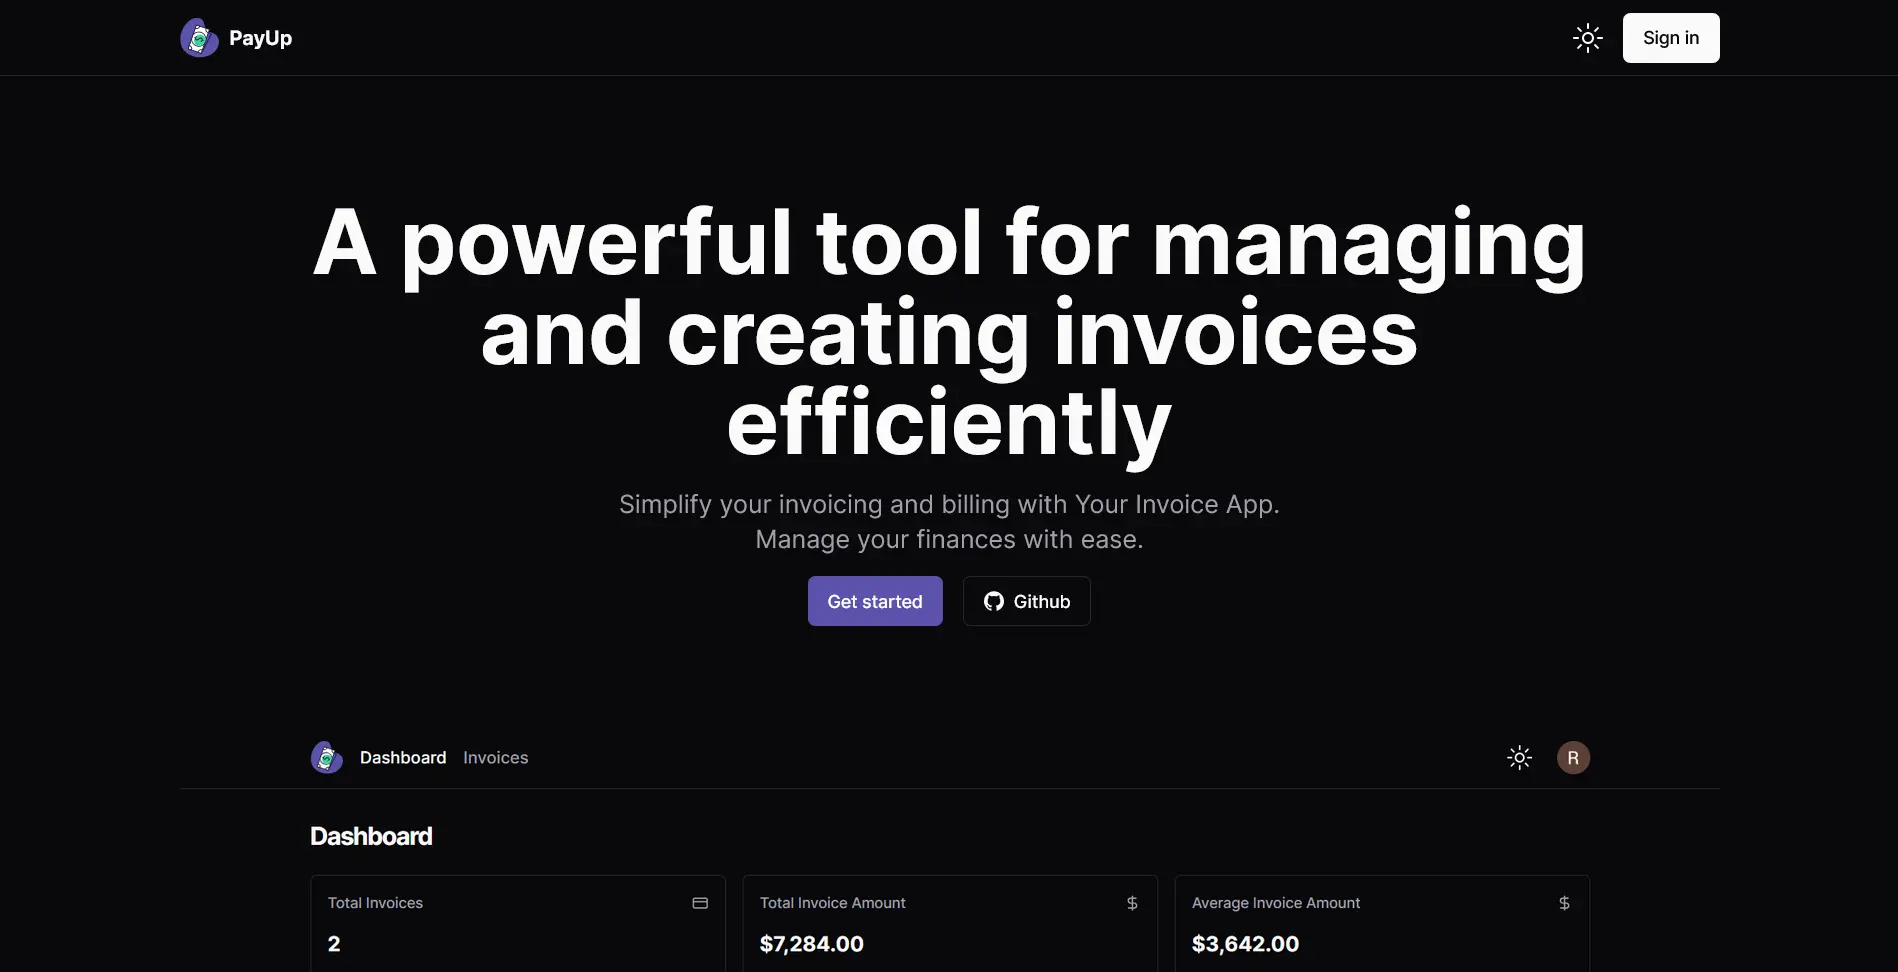 PayUp
Sign in
A powerful tool for managing
and creating invoices
efficiently
Simplify your invoicing and billing with Your Invoice App.
Manage your finances with ease.
Get started
Github
Dashboard
Invoices
R
Dashboard
Total Invoices
2
Total Invoice Amount
$
$7,284.00
Average Invoice Amount
$
$3,642.00